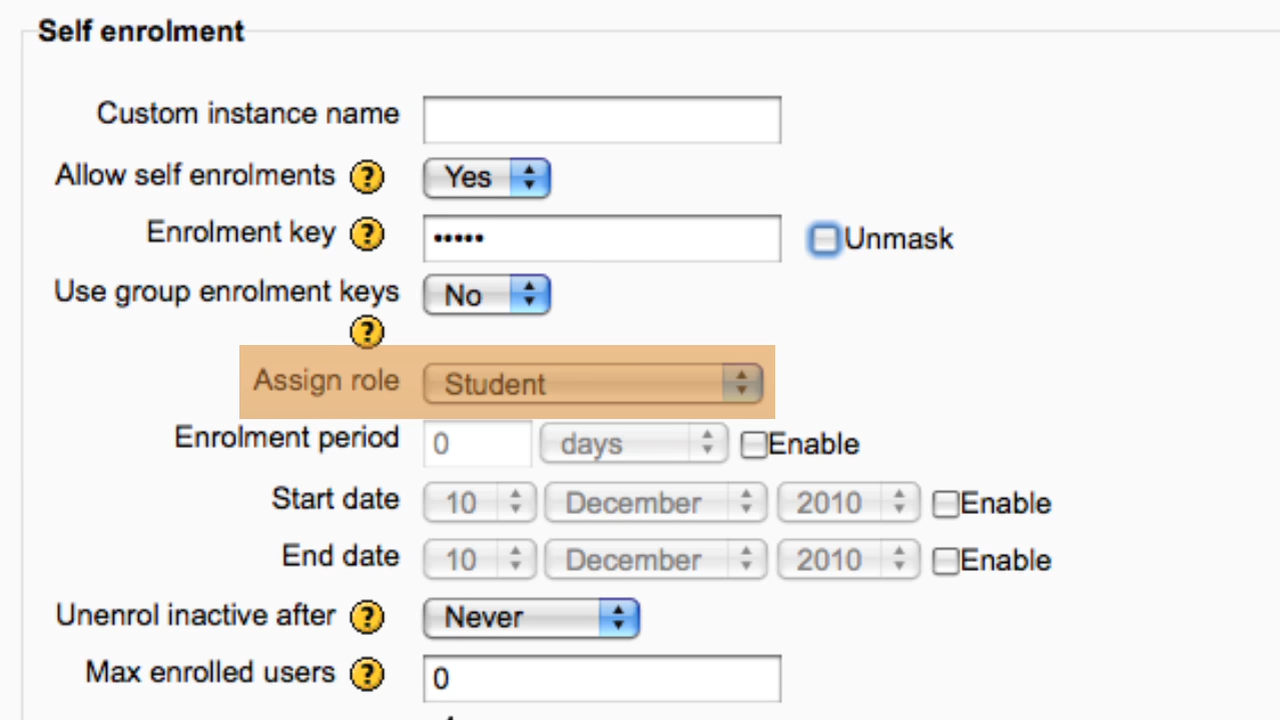 Self enrolment
Custom instance name
Allow self enrolments ? Yes
Enrolment key ? ••••• Unmask
Use group enrolment keys No
?
Assign role Student
Enrolment period 0 days Enable
Start date 10 December 2010 Enable
End date 10 December 2010 Enable
Unenrol inactive after ? Never
Max enrolled users ? 0